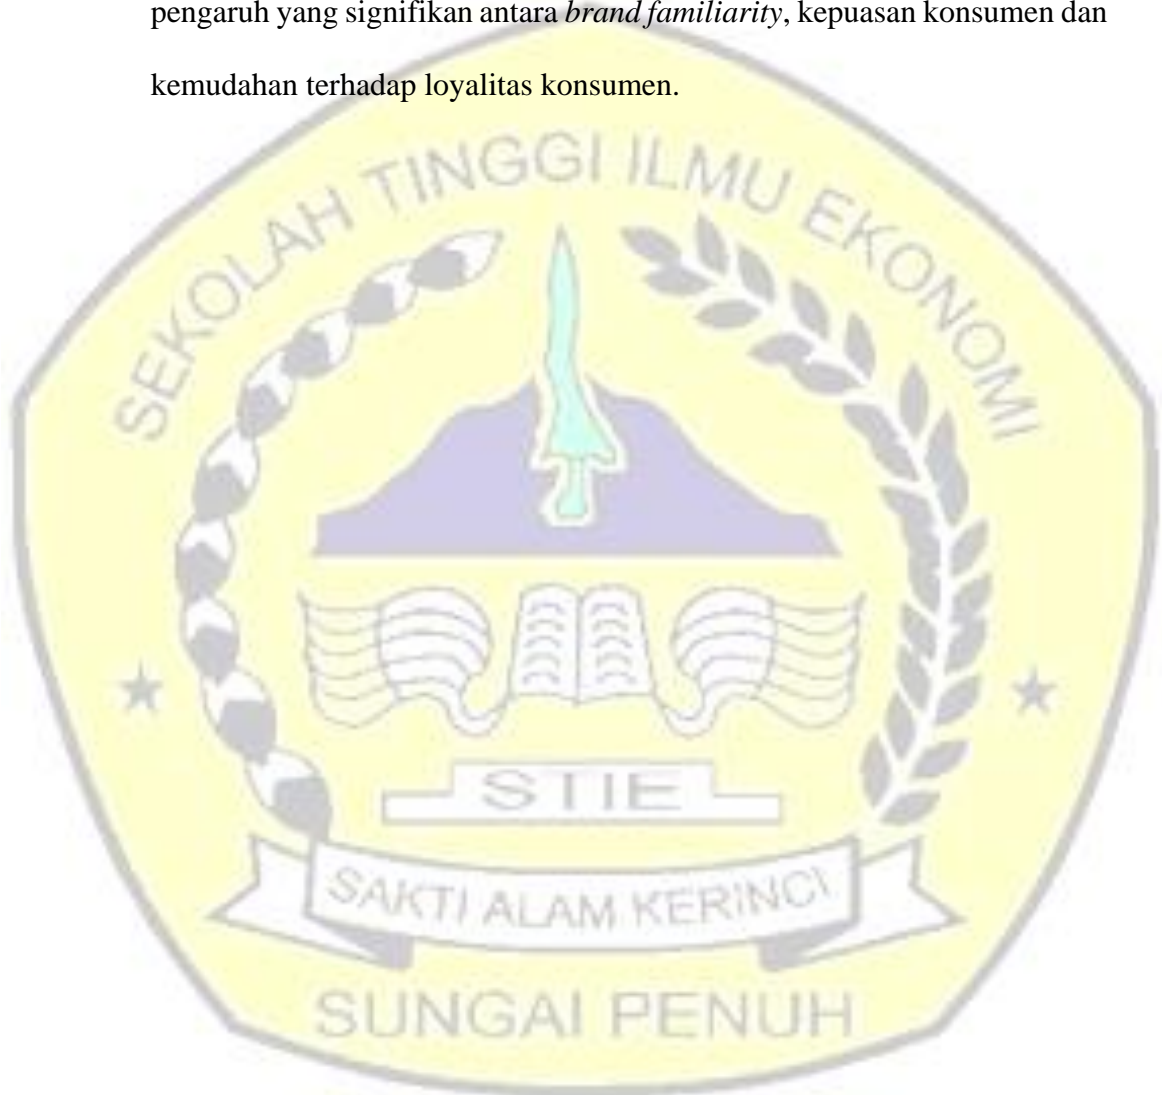 pengaruh yang signifikan antara brand familiarity, kepuasan konsumen dan
kemudahan terhadap loyalitas konsumen.
SEKOLAH TINGGI ILMU EKONOMI
STIE
SAKTI ALAM KERINCI
SUNGAI PENUH